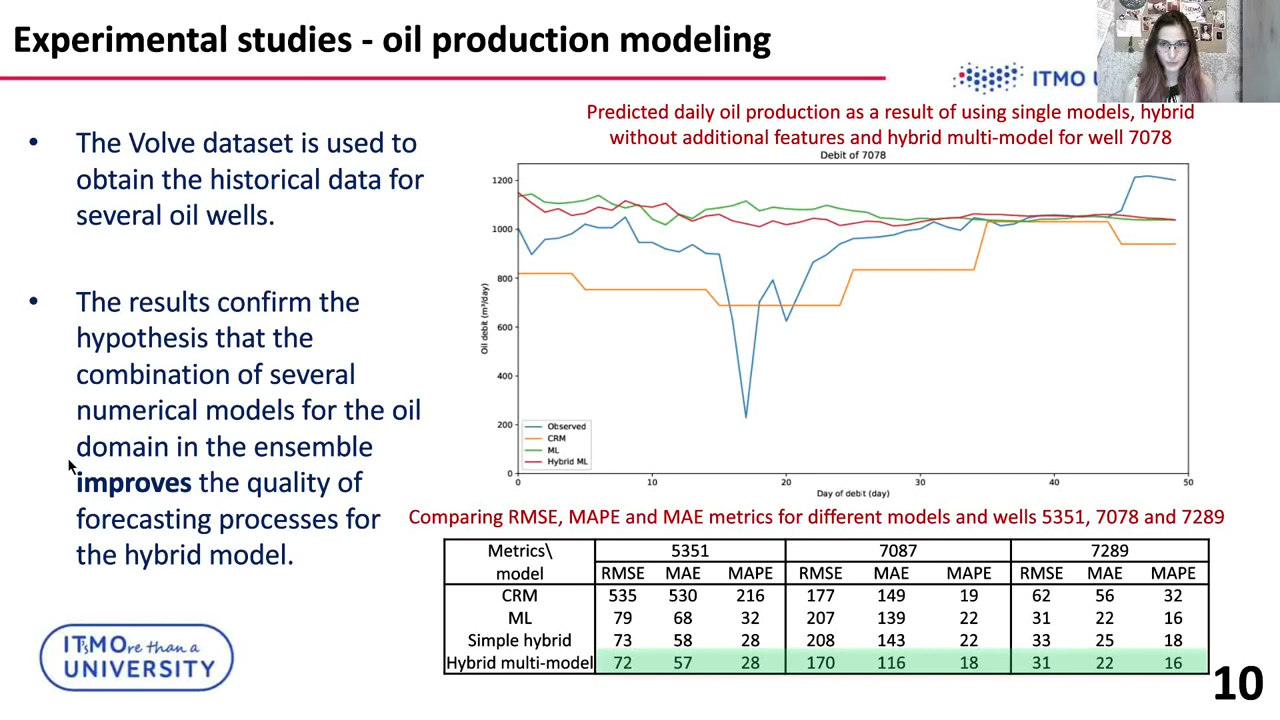 Experimental studies - oil production modeling
ITMO U
• The Volve dataset is used to
obtain the historical data for
several oil wells.
• The results confirm the
hypothesis that the
combination of several
numerical models for the oil
domain in the ensemble
improves the quality of
forecasting processes for
the hybrid model.
Predicted daily oil production as a result of using single models, hybrid
without additional features and hybrid multi-model for well 7078
Debit of 7078
Oil debit (m³/day)
1200
1000
800
600
400
200
0
Observed
CRM
ML
Hybrid ML
0 10 20 30 40 50
Day of debit (day)
Comparing RMSE, MAPE and MAE metrics for different models and wells 5351, 7078 and 7289
Metrics\ 5351 7087 7289
model RMSE MAE MAPE RMSE MAE MAPE RMSE MAE MAPE
CRM 535 530 216 177 149 19 62 56 32
ML 79 68 32 207 139 22 31 22 16
Simple hybrid 73 58 28 208 143 22 33 25 18
Hybrid multi-model 72 57 28 170 116 18 31 22 16
IT'sMOre than a
UNIVERSITY
10